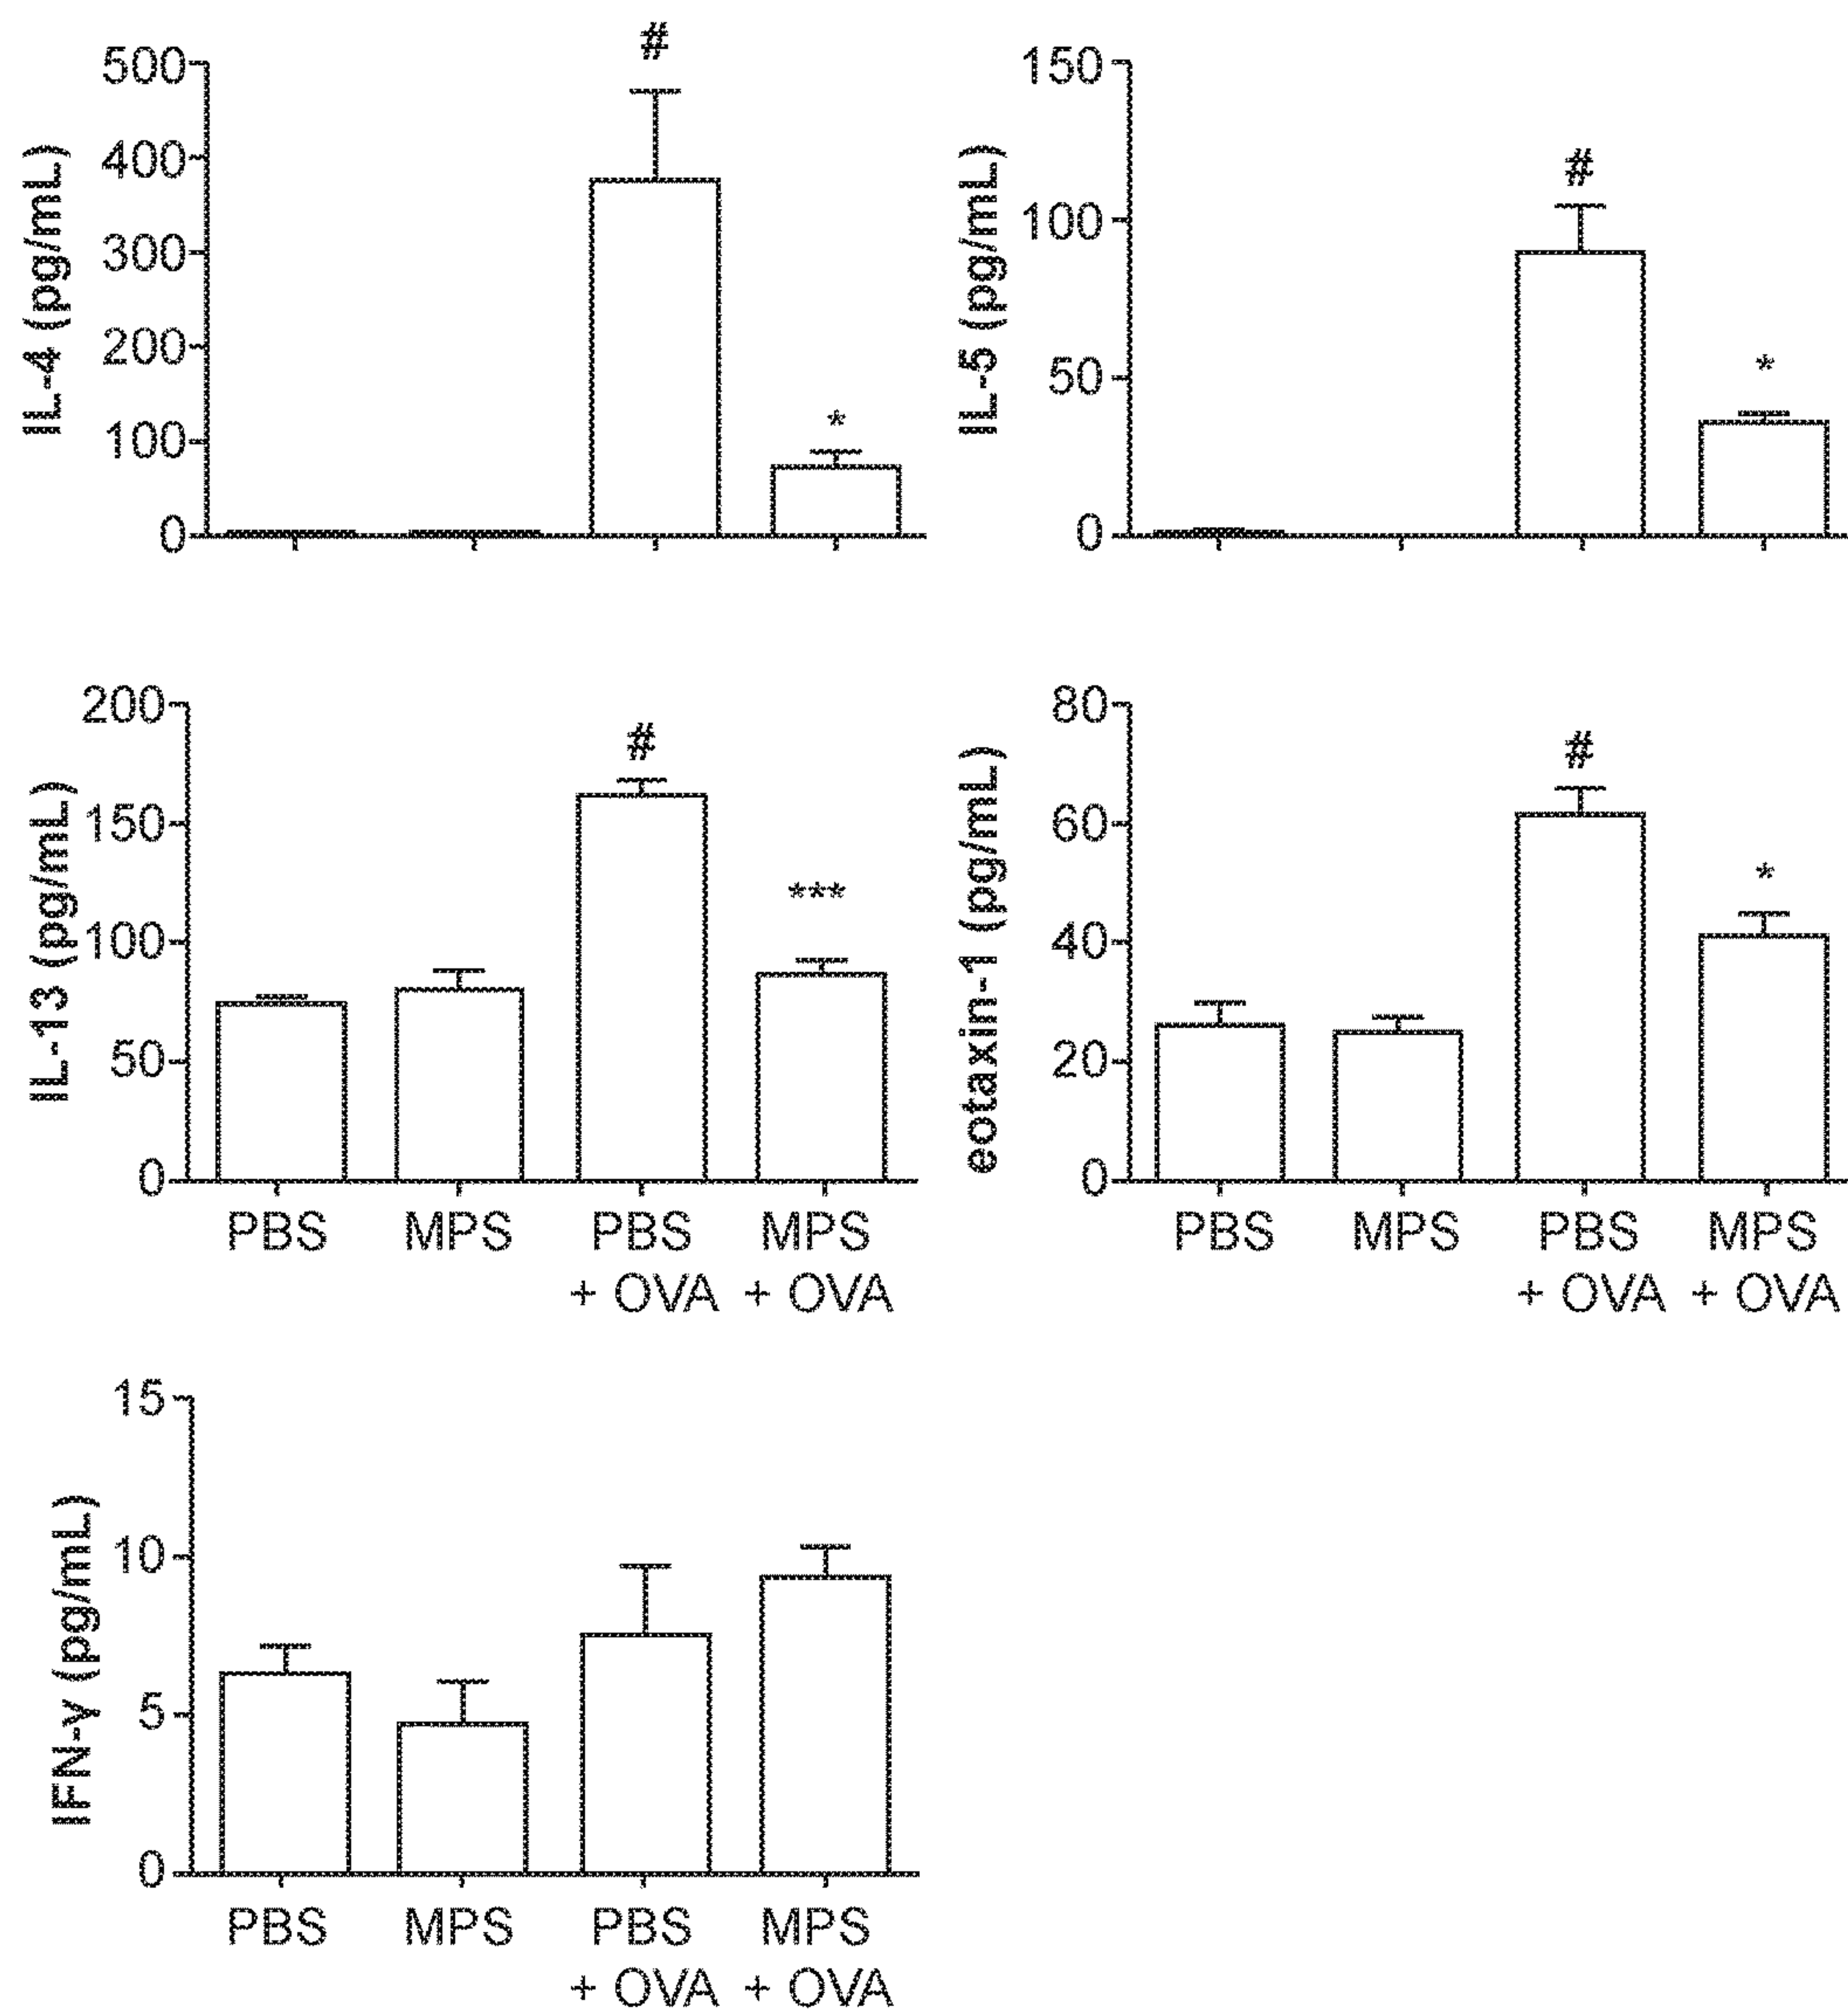 #
500
400
300
200
100
0
IL-4 (pg/mL)
*
#
150
100
50
0
IL-5 (pg/mL)
*
#
200
150
100
50
0
IL-13 (pg/mL)
***
PBS MPS PBS MPS
+ OVA + OVA
#
80
60
40
20
0
eotaxin-1 (pg/mL)
*
PBS MPS PBS MPS
+ OVA + OVA
15
10
5
0
IFN-γ (pg/mL)
PBS MPS PBS MPS
+ OVA + OVA